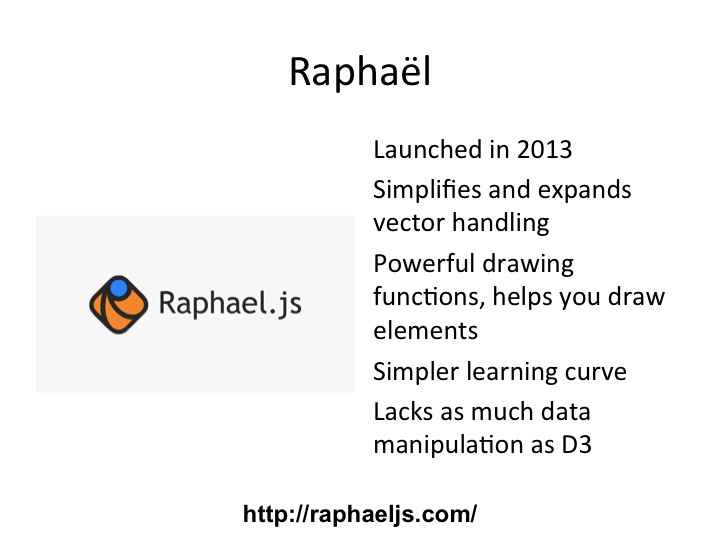 Raphaël
Launched in 2013
Simplifies and expands
vector handling
Powerful drawing
functions, helps you draw
elements
Simpler learning curve
Lacks as much data
manipulation as D3
Raphael.js
http://raphaeljs.com/